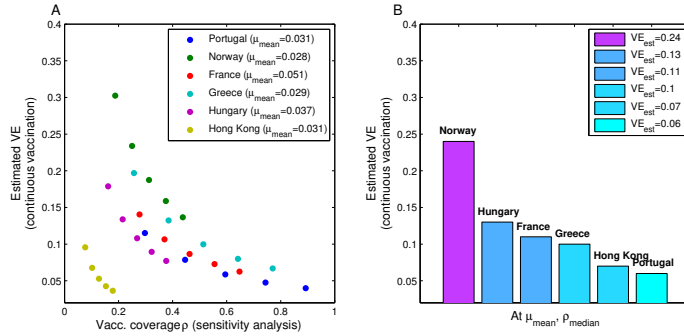 A
Estimated VE
(continuous vaccination)
0.4
0.35
0.3
0.25
0.2
0.15
0.1
0.05
0
0.2
0.4
0.6
0.8
1
Vacc. coverage ρ (sensitivity analysis)
Portugal (μmean=0.031)
Norway (μmean=0.028)
France (μmean=0.051)
Greece (μmean=0.029)
Hungary (μmean=0.037)
Hong Kong (μmean=0.031)
B
Estimated VE
(continuous vaccination)
0.4
0.35
0.3
0.25
0.2
0.15
0.1
0.05
VEest=0.24
VEest=0.13
VEest=0.11
VEest=0.1
VEest=0.07
VEest=0.06
Norway
Hungary
France
Greece
Hong Kong
Portugal
At μmean, ρmedian